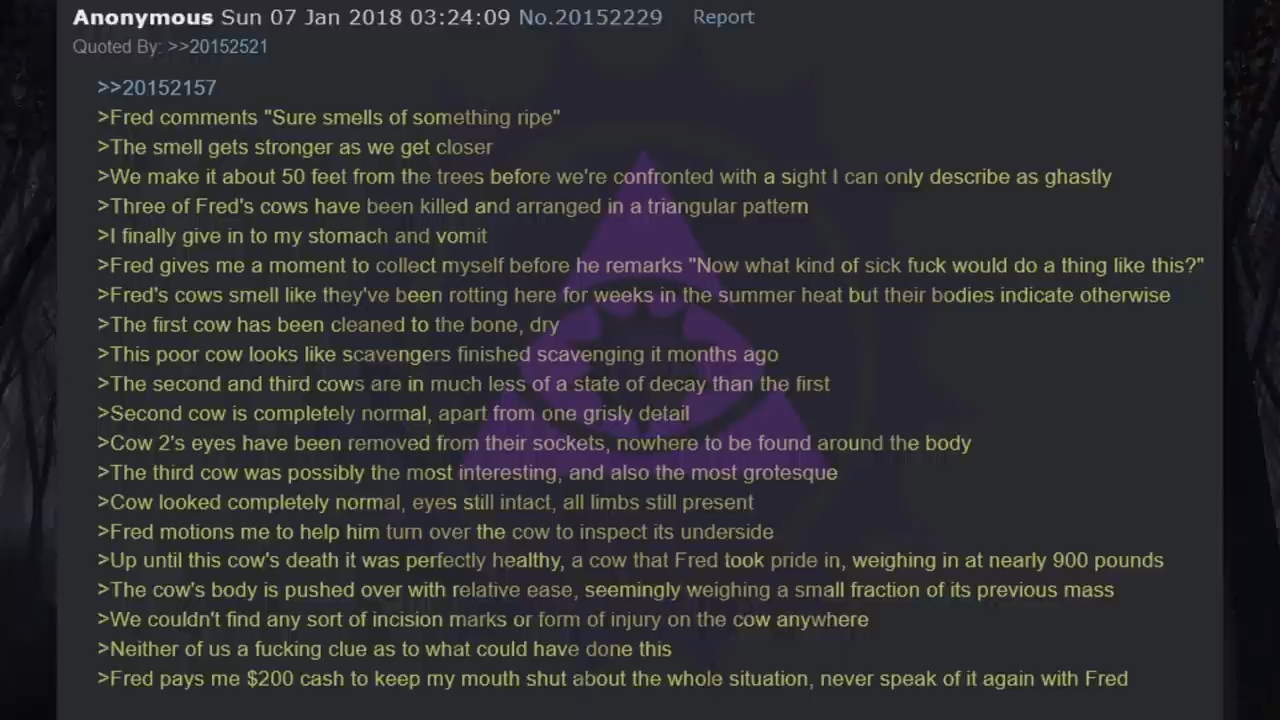 Anonymous Sun 07 Jan 2018 03:24:09 No.20152229 Report
Quoted By: >>20152521
>>20152157
>Fred comments "Sure smells of something ripe"
>The smell gets stronger as we get closer
>We make it about 50 feet from the trees before we're confronted with a sight I can only describe as ghastly
>Three of Fred's cows have been killed and arranged in a triangular pattern
>I finally give in to my stomach and vomit
>Fred gives me a moment to collect myself before he remarks "Now what kind of sick fuck would do a thing like this?"
>Fred's cows smell like they've been rotting here for weeks in the summer heat but their bodies indicate otherwise
>The first cow has been cleaned to the bone, dry
>This poor cow looks like scavengers finished scavenging it months ago
>The second and third cows are in much less of a state of decay than the first
>Second cow is completely normal, apart from one grisly detail
>Cow 2's eyes have been removed from their sockets, nowhere to be found around the body
>The third cow was possibly the most interesting, and also the most grotesque
>Cow looked completely normal, eyes still intact, all limbs still present
>Fred motions me to help him turn over the cow to inspect its underside
>Up until this cow's death it was perfectly healthy, a cow that Fred took pride in, weighing in at nearly 900 pounds
>The cow's body is pushed over with relative ease, seemingly weighing a small fraction of its previous mass
>We couldn't find any sort of incision marks or form of injury on the cow anywhere
>Neither of us a fucking clue as to what could have done this
>Fred pays me $200 cash to keep my mouth shut about the whole situation, never speak of it again with Fred